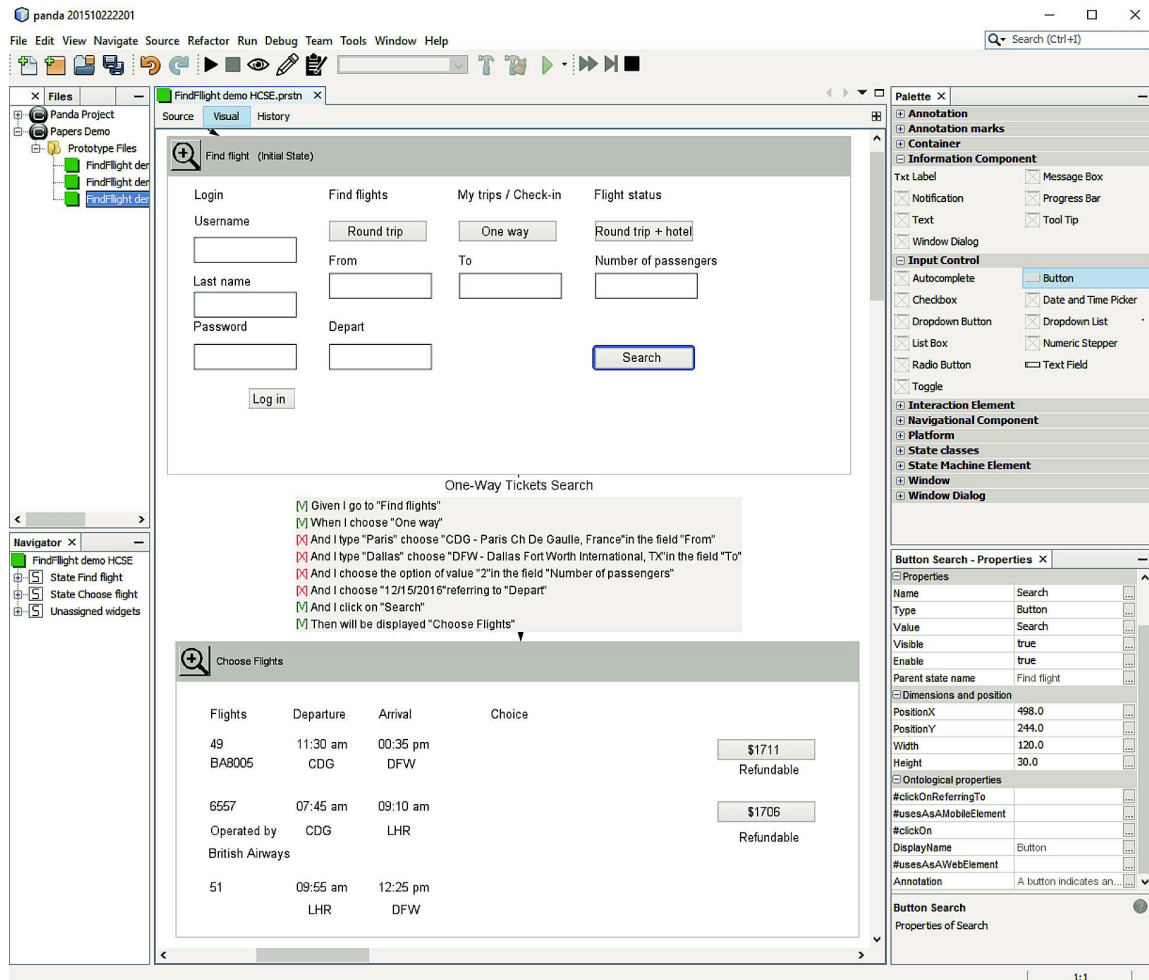 panda 201510222201
File Edit View Navigate Source Refactor Run Debug Team Tools Window Help
Search (Ctrl+I)
Files
Panda Project
Papers Demo
Prototype Files
FindFllight der
FindFllight der
FindFllight der
Navigator
FindFllight demo HCSE
State Find flight
State Choose flight
Unassigned widgets
FindFllight demo HCSE.prstn
Source Visual History
Find flight (Initial State)
Login Find flights My trips / Check-in Flight status
Username
Round trip One way Round trip + hotel
From To Number of passengers
Last name
Password Depart
Search
Log in
One-Way Tickets Search
[V] Given I go to "Find flights"
[V] When I choose "One way"
[X] And I type "Paris" choose "CDG - Paris Ch De Gaulle, France"in the field "From"
[X] And I type "Dallas" choose "DFW - Dallas Fort Worth International, TX"in the field "To"
[X] And I choose the option of value "2"in the field "Number of passengers"
[X] And I choose "12/15/2016"referring to "Depart"
[V] And I click on "Search"
[V] Then will be displayed "Choose Flights"
Choose Flights
Flights Departure Arrival Choice
49 11:30 am 00:35 pm $1711
BA8005 CDG DFW Refundable
6557 07:45 am 09:10 am $1706
Operated by CDG LHR Refundable
British Airways
51 09:55 am 12:25 pm
LHR DFW
Palette
Annotation
Annotation marks
Container
Information Component
Txt Label Message Box
Notification Progress Bar
Text Tool Tip
Window Dialog
Input Control
Autocomplete Button
Checkbox Date and Time Picker
Dropdown Button Dropdown List
List Box Numeric Stepper
Radio Button Text Field
Toggle
Interaction Element
Navigational Component
Platform
State classes
State Machine Element
Window
Window Dialog
Button Search - Properties
Properties
Name Search ...
Type Button ...
Value Search ...
Visible true ...
Enable true ...
Parent state name Find flight ...
Dimensions and position
PositionX 498.0 ...
PositionY 244.0 ...
Width 120.0 ...
Height 30.0 ...
Ontological properties
#clickOnReferringTo ...
#usesAsAMobileElement ...
#clickOn ...
DisplayName Button ...
#usesAsAWebElement ...
Annotation A button indicates an... ...
Button Search
Properties of Search
1:1